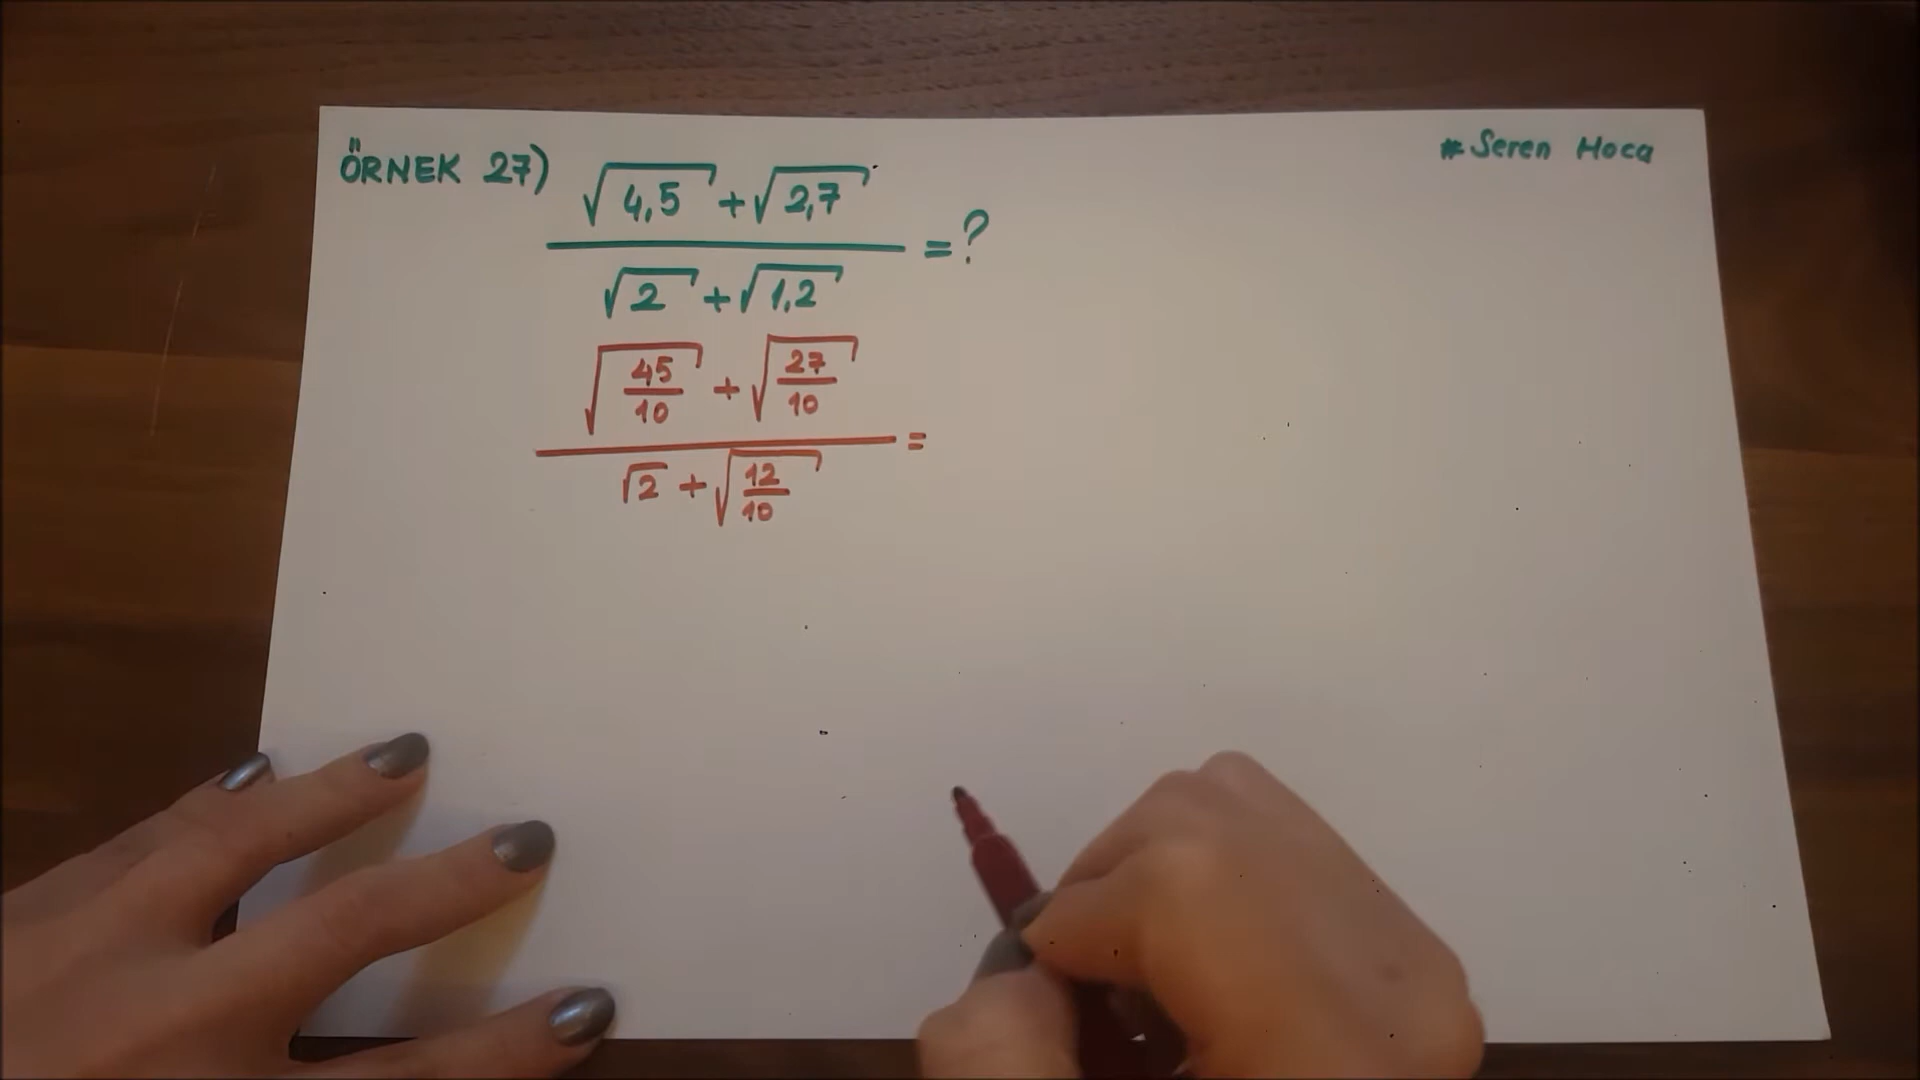 ÖRNEK 27) √4,5 + √2,7 / √2 + √1,2 = ?
# Seren Hoca
√45/10 + √27/10 / √2 + √12/10 =